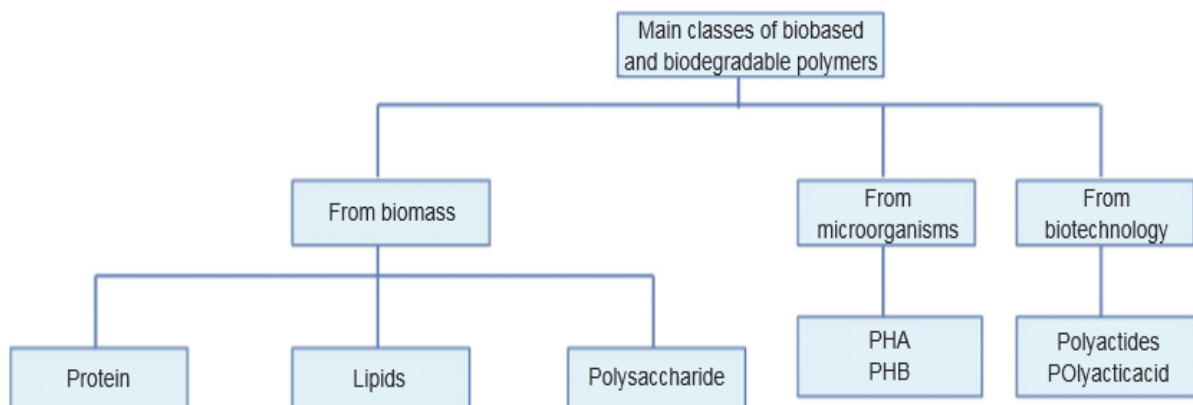 Main classes of biobased
and biodegradable polymers
From biomass
From
microorganisms
From
biotechnology
Protein
Lipids
Polysaccharide
PHA
PHB
Polyactides
POlyacticacid